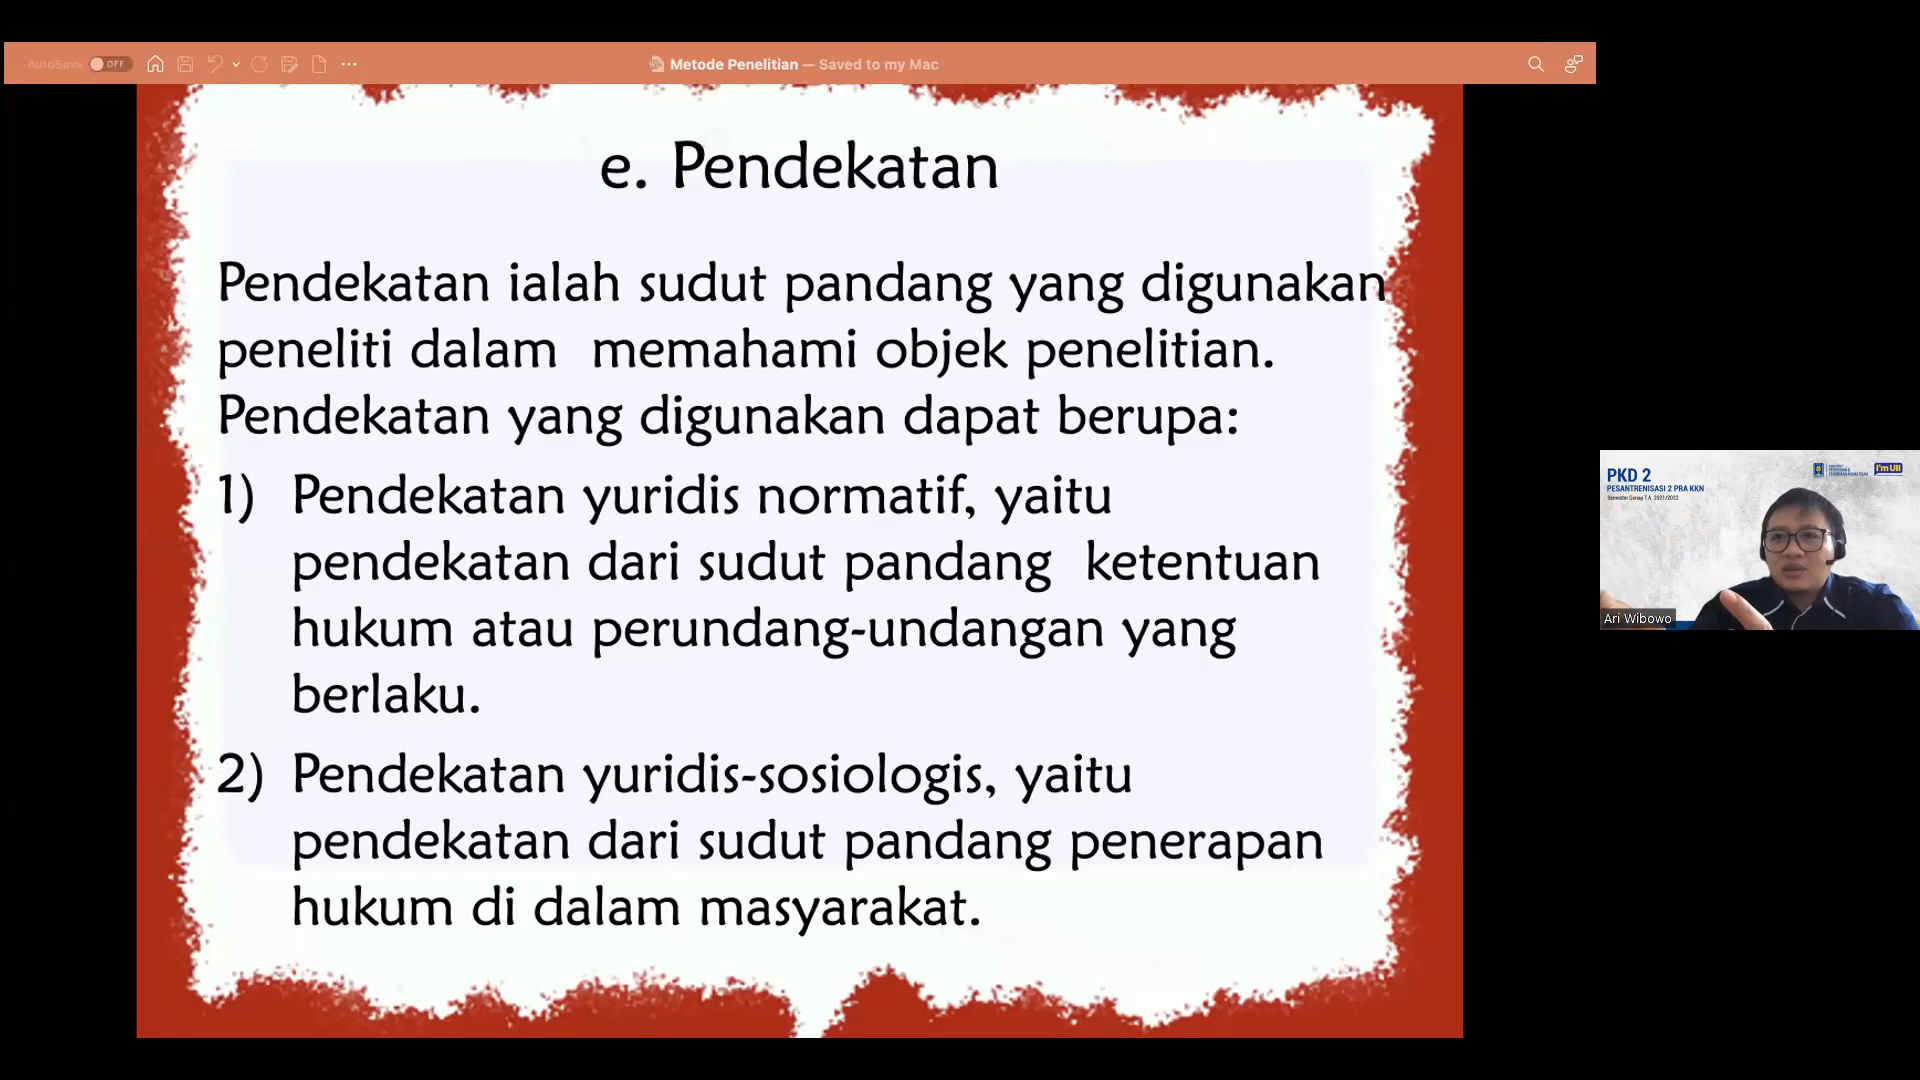 AutoSave OFF
Metode Penelitian — Saved to my Mac
e. Pendekatan
Pendekatan ialah sudut pandang yang digunakan
peneliti dalam memahami objek penelitian.
Pendekatan yang digunakan dapat berupa:
1) Pendekatan yuridis normatif, yaitu
pendekatan dari sudut pandang ketentuan
hukum atau perundang-undangan yang
berlaku.
2) Pendekatan yuridis-sosiologis, yaitu
pendekatan dari sudut pandang penerapan
hukum di dalam masyarakat.
PKD 2
PESANTRENISASI 2 PRA KKN
Semester Genap T.A. 2021/2022
I'm UII
Ari Wibowo